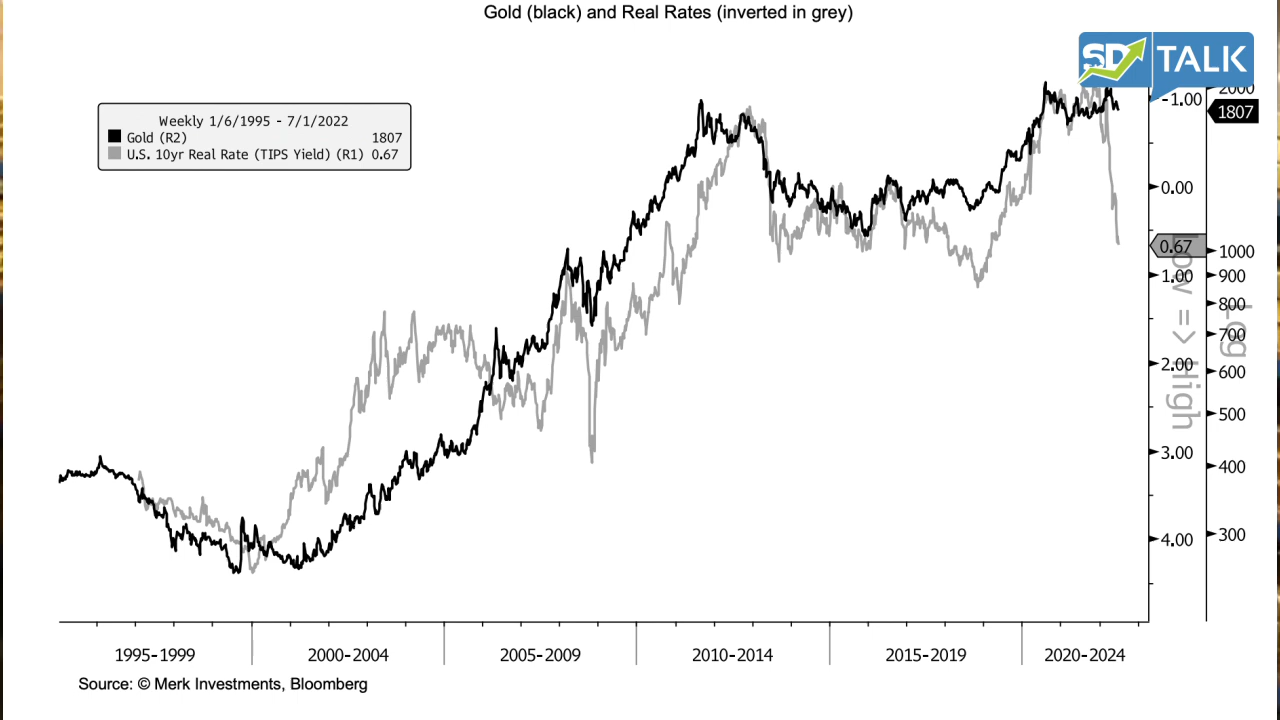 Gold (black) and Real Rates (inverted in grey)
SD TALK
Weekly 1/6/1995 - 7/1/2022
Gold (R2) 1807
U.S. 10yr Real Rate (TIPS Yield) (R1) 0.67
-1.00
0.00
0.67
1.00
2.00
3.00
4.00
Low => High
2000
1807
1000
900
800
700
600
500
400
300
Log
1995-1999 2000-2004 2005-2009 2010-2014 2015-2019 2020-2024
Source: © Merk Investments, Bloomberg